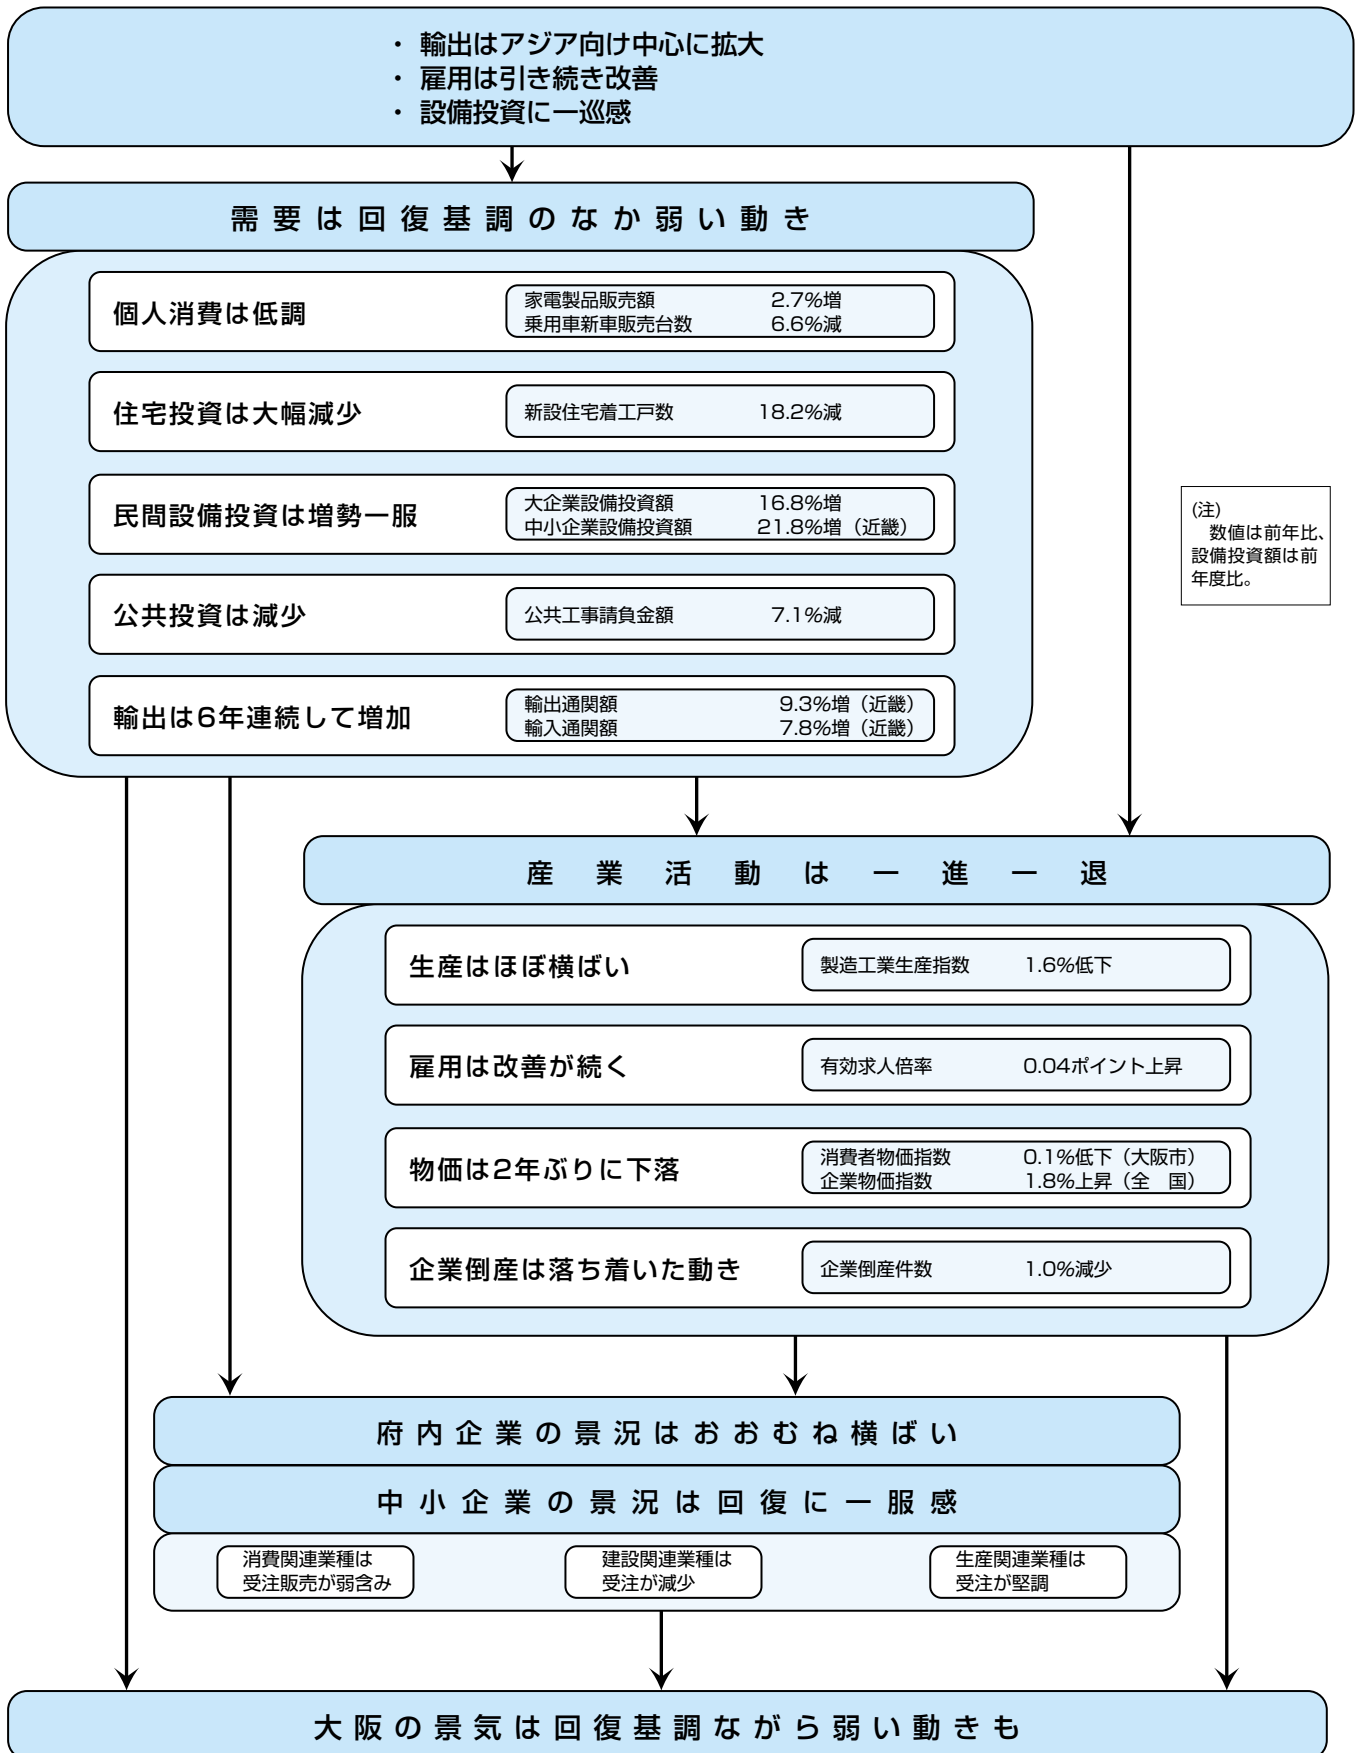 ・ 輸出はアジア向け中心に拡大
・ 雇用は引き続き改善
・ 設備投資に一巡感
需要は回復基調のなか弱い動き
個人消費は低調
家電製品販売額 2.7%増
乗用車新車販売台数 6.6%減
住宅投資は大幅減少
新設住宅着工戸数 18.2%減
民間設備投資は増勢一服
大企業設備投資額 16.8%増
中小企業設備投資額 21.8%増（近畿）
(注)
数値は前年比、
設備投資額は前
年度比。
公共投資は減少
公共工事請負金額 7.1%減
輸出は6年連続して増加
輸出通関額 9.3%増（近畿）
輸入通関額 7.8%増（近畿）
産業活動は一進一退
生産はほぼ横ばい
製造工業生産指数 1.6%低下
雇用は改善が続く
有効求人倍率 0.04ポイント上昇
物価は2年ぶりに下落
消費者物価指数 0.1%低下（大阪市）
企業物価指数 1.8%上昇（全　国）
企業倒産は落ち着いた動き
企業倒産件数 1.0%減少
府内企業の景況はおおむね横ばい
中小企業の景況は回復に一服感
消費関連業種は
受注販売が弱含み
建設関連業種は
受注が減少
生産関連業種は
受注が堅調
大阪の景気は回復基調ながら弱い動きも